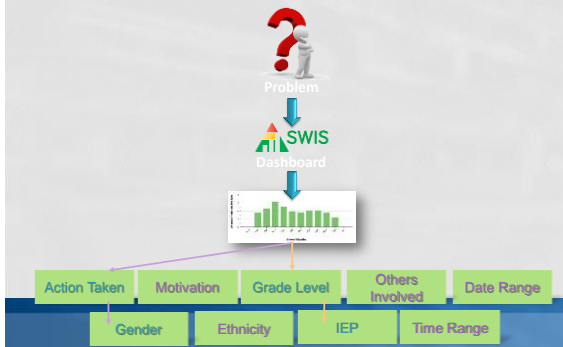 Problem
SWIS
Dashboard
Action Taken
Motivation
Grade Level
Others
Involved
Date Range
Gender
Ethnicity
IEP
Time Range